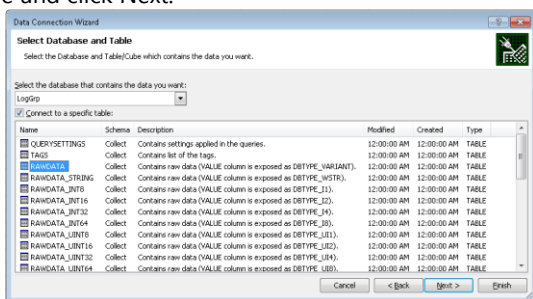 e and click Next.
Data Connection Wizard
Select Database and Table
Select the Database and Table/Cube which contains the data you want.
Select the database that contains the data you want:
LogGrp
Connect to a specific table:
Name Schema Description Modified Created Type
QUERYSETTINGS Collect Contains settings applied in the queries. 12:00:00 AM 12:00:00 AM TABLE
TAGS Collect Contains list of the tags. 12:00:00 AM 12:00:00 AM TABLE
RAWDATA Collect Contains raw data (VALUE column is exposed as DBTYPE_VARIANT). 12:00:00 AM 12:00:00 AM TABLE
RAWDATA_STRING Collect Contains raw data (VALUE column is exposed as DBTYPE_WSTR). 12:00:00 AM 12:00:00 AM TABLE
RAWDATA_INT8 Collect Contains raw data (VALUE column is exposed as DBTYPE_I1). 12:00:00 AM 12:00:00 AM TABLE
RAWDATA_INT16 Collect Contains raw data (VALUE column is exposed as DBTYPE_I2). 12:00:00 AM 12:00:00 AM TABLE
RAWDATA_INT32 Collect Contains raw data (VALUE column is exposed as DBTYPE_I4). 12:00:00 AM 12:00:00 AM TABLE
RAWDATA_INT64 Collect Contains raw data (VALUE column is exposed as DBTYPE_I8). 12:00:00 AM 12:00:00 AM TABLE
RAWDATA_UINT8 Collect Contains raw data (VALUE column is exposed as DBTYPE_UI1). 12:00:00 AM 12:00:00 AM TABLE
RAWDATA_UINT16 Collect Contains raw data (VALUE column is exposed as DBTYPE_UI2). 12:00:00 AM 12:00:00 AM TABLE
RAWDATA_UINT32 Collect Contains raw data (VALUE column is exposed as DBTYPE_UI4). 12:00:00 AM 12:00:00 AM TABLE
RAWDATA_UINT64 Collect Contains raw data (VALUE column is exposed as DBTYPE_UI8). 12:00:00 AM 12:00:00 AM TABLE
Cancel < Back Next > Finish